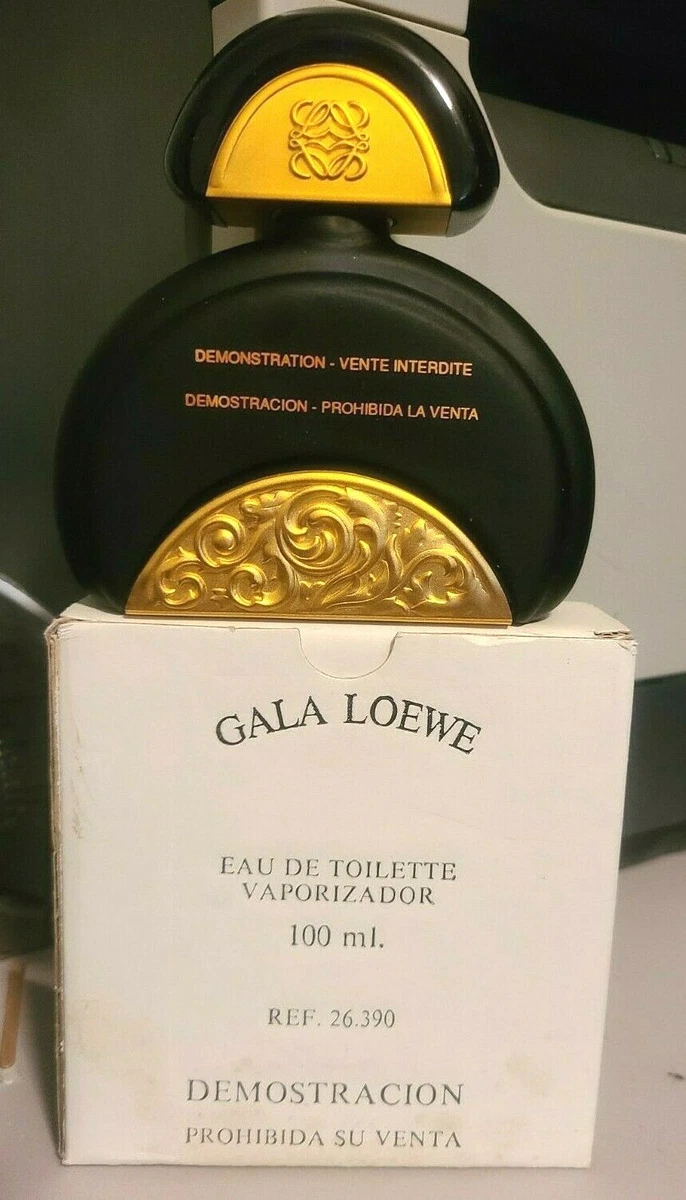 DEMONSTRATION - VENTE INTERDITE
DEMOSTRACION - PROHIBIDA LA VENTA
GALA LOEWE
EAU DE TOILETTE
VAPORIZADOR
100 ml.
REF. 26.390
DEMOSTRACION
PROHIBIDA SU VENTA